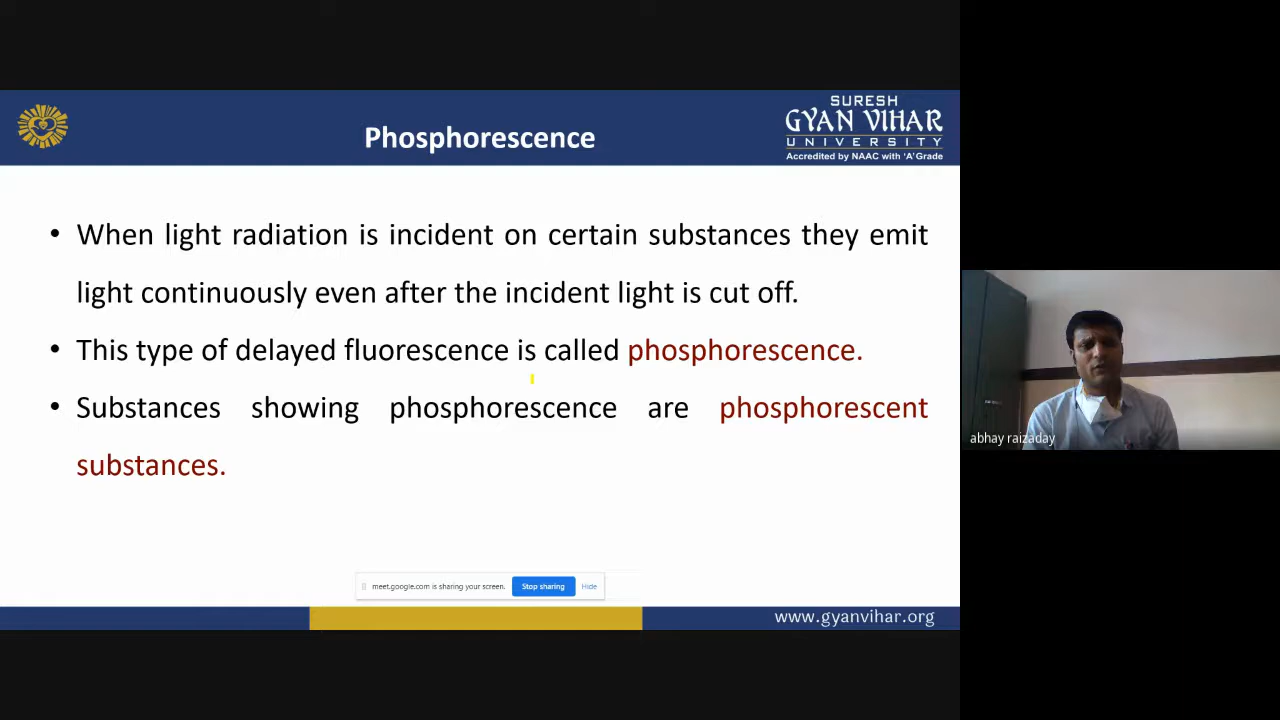 Phosphorescence
SURESH
GYAN VIHAR
UNIVERSITY
Accredited by NAAC with 'A' Grade
• When light radiation is incident on certain substances they emit
light continuously even after the incident light is cut off.
• This type of delayed fluorescence is called phosphorescence.
• Substances showing phosphorescence are phosphorescent
substances.
abhay raizaday
meet.google.com is sharing your screen. Stop sharing Hide
www.gyanvihar.org